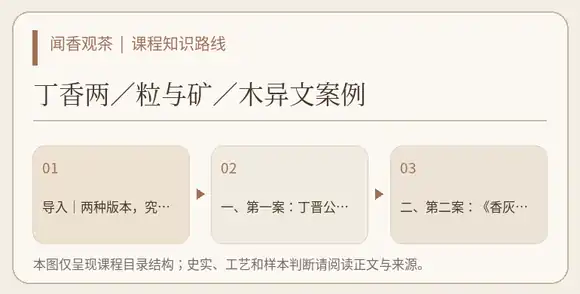 闻香观茶｜课程知识路线
丁香两／粒与矿／木异文案例
01
导入｜两种版本，究…
02
一、第一案：丁晋公…
03
二、第二案：《香灰…
本图仅呈现课程目录结构；史实、工艺和样本判断请阅读正文与来源。